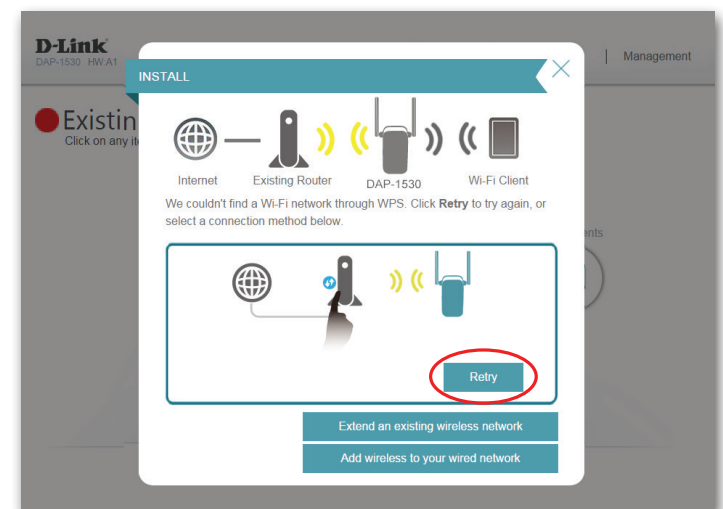 D-Link
DAP-1530 HW:A1
Management
INSTALL
Existin
Click on any it
Internet Existing Router DAP-1530 Wi-Fi Client
We couldn't find a Wi-Fi network through WPS. Click Retry to try again, or
select a connection method below.
ents
Retry
Extend an existing wireless network
Add wireless to your wired network